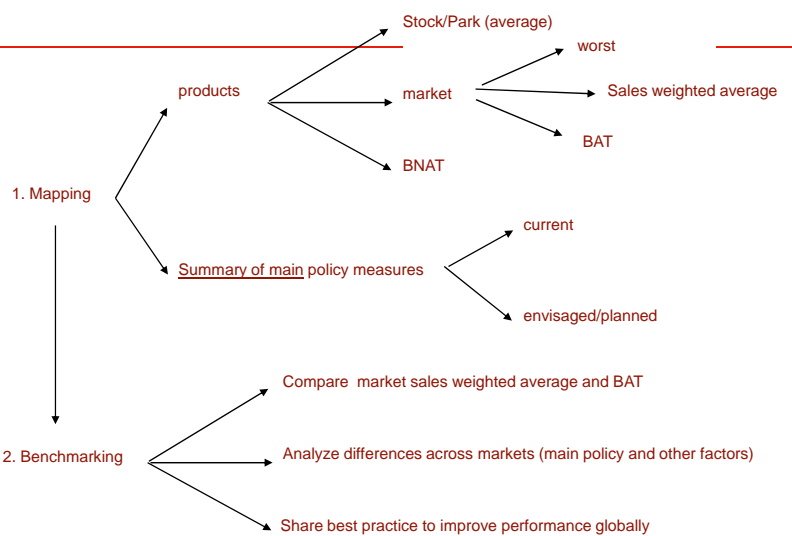 Stock/Park (average)
worst
products
market
Sales weighted average
BAT
BNAT
1. Mapping
current
Summary of main policy measures
envisaged/planned
Compare market sales weighted average and BAT
2. Benchmarking
Analyze differences across markets (main policy and other factors)
Share best practice to improve performance globally